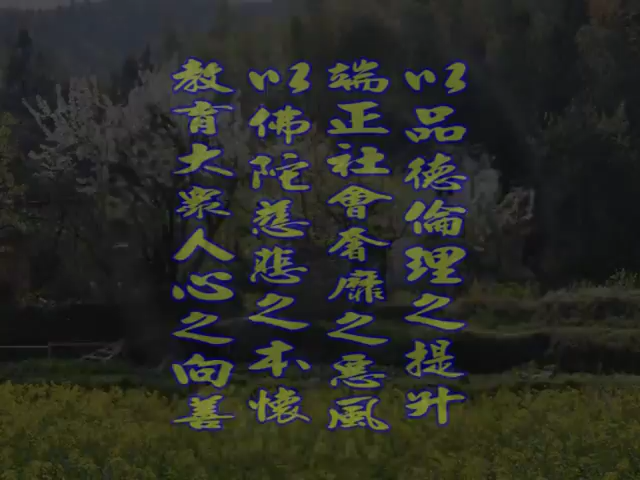 以品德倫理之提升
端正社會奢靡之惡風
以佛陀慈悲之本懷
教育大眾人心之向善